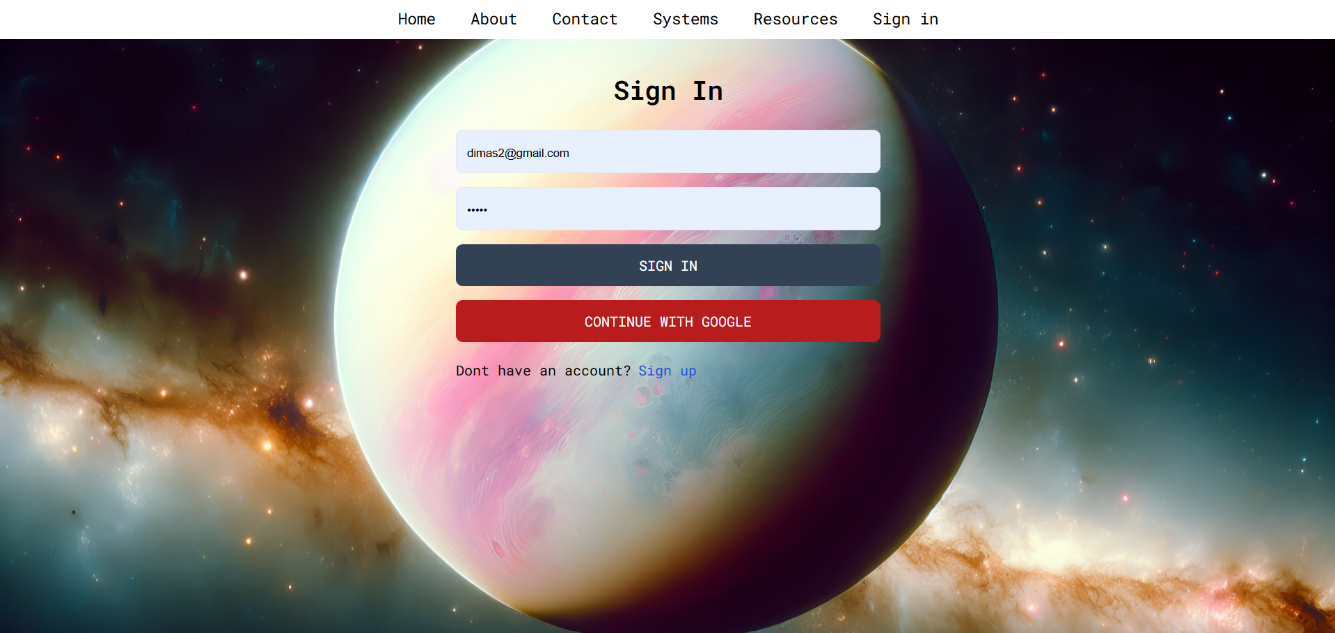 Home About Contact Systems Resources Sign in
Sign In
dimas2@gmail.com
•••••
SIGN IN
CONTINUE WITH GOOGLE
Dont have an account? Sign up